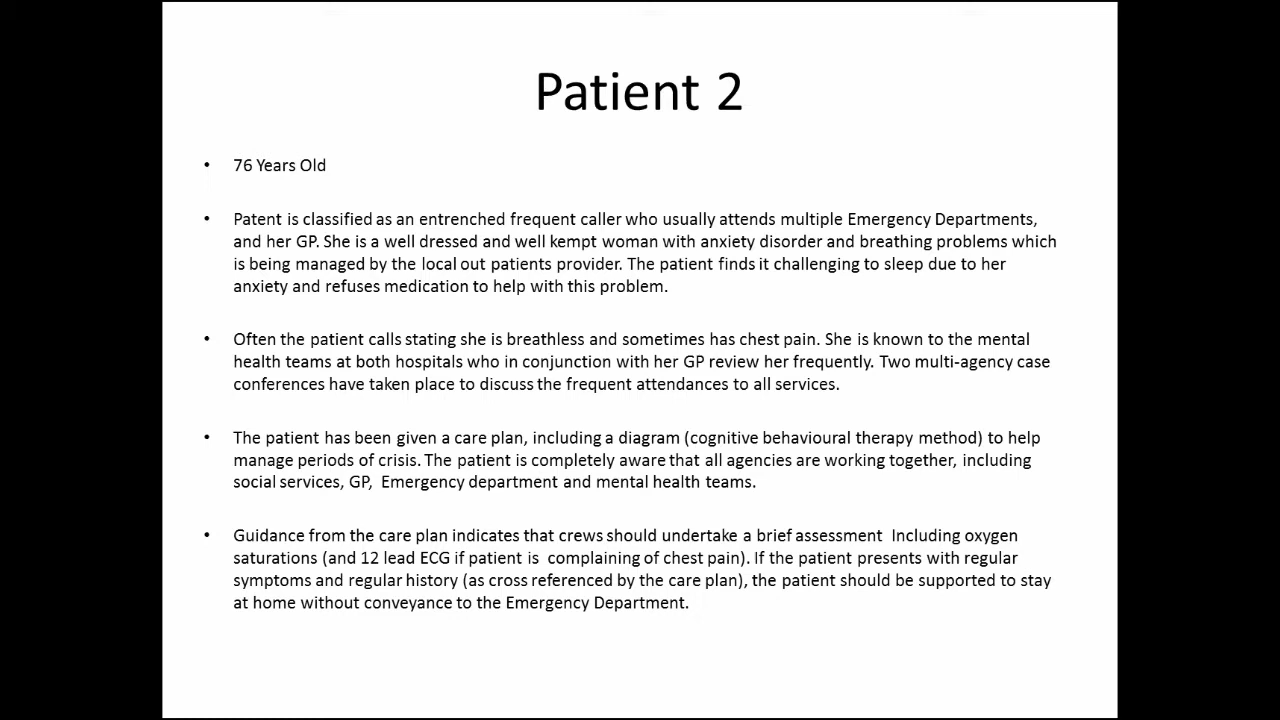 Patient 2
• 76 Years Old
• Patent is classified as an entrenched frequent caller who usually attends multiple Emergency Departments,
and her GP. She is a well dressed and well kempt woman with anxiety disorder and breathing problems which
is being managed by the local out patients provider. The patient finds it challenging to sleep due to her
anxiety and refuses medication to help with this problem.
• Often the patient calls stating she is breathless and sometimes has chest pain. She is known to the mental
health teams at both hospitals who in conjunction with her GP review her frequently. Two multi-agency case
conferences have taken place to discuss the frequent attendances to all services.
• The patient has been given a care plan, including a diagram (cognitive behavioural therapy method) to help
manage periods of crisis. The patient is completely aware that all agencies are working together, including
social services, GP,  Emergency department and mental health teams.
• Guidance from the care plan indicates that crews should undertake a brief assessment  Including oxygen
saturations (and 12 lead ECG if patient is  complaining of chest pain). If the patient presents with regular
symptoms and regular history (as cross referenced by the care plan), the patient should be supported to stay
at home without conveyance to the Emergency Department.